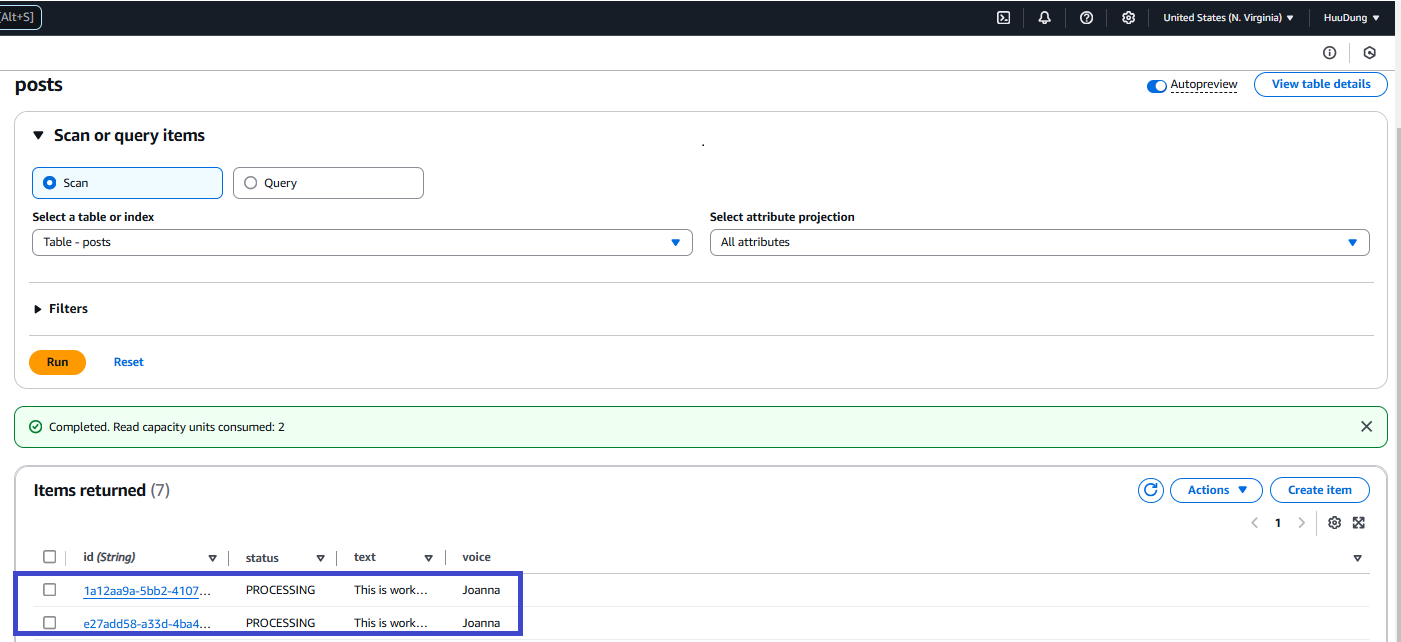 [Alt+S]
United States (N. Virginia) ▼
HuuDung ▼
posts
Autopreview
View table details
Scan or query items
Scan
Query
Select a table or index
Select attribute projection
Table - posts
All attributes
Filters
Run
Reset
Completed. Read capacity units consumed: 2
Items returned (7)
Actions
Create item
1
id (String)
status
text
voice
1a12aa9a-5bb2-4107...
PROCESSING
This is work...
Joanna
e27add58-a33d-4ba4...
PROCESSING
This is work...
Joanna